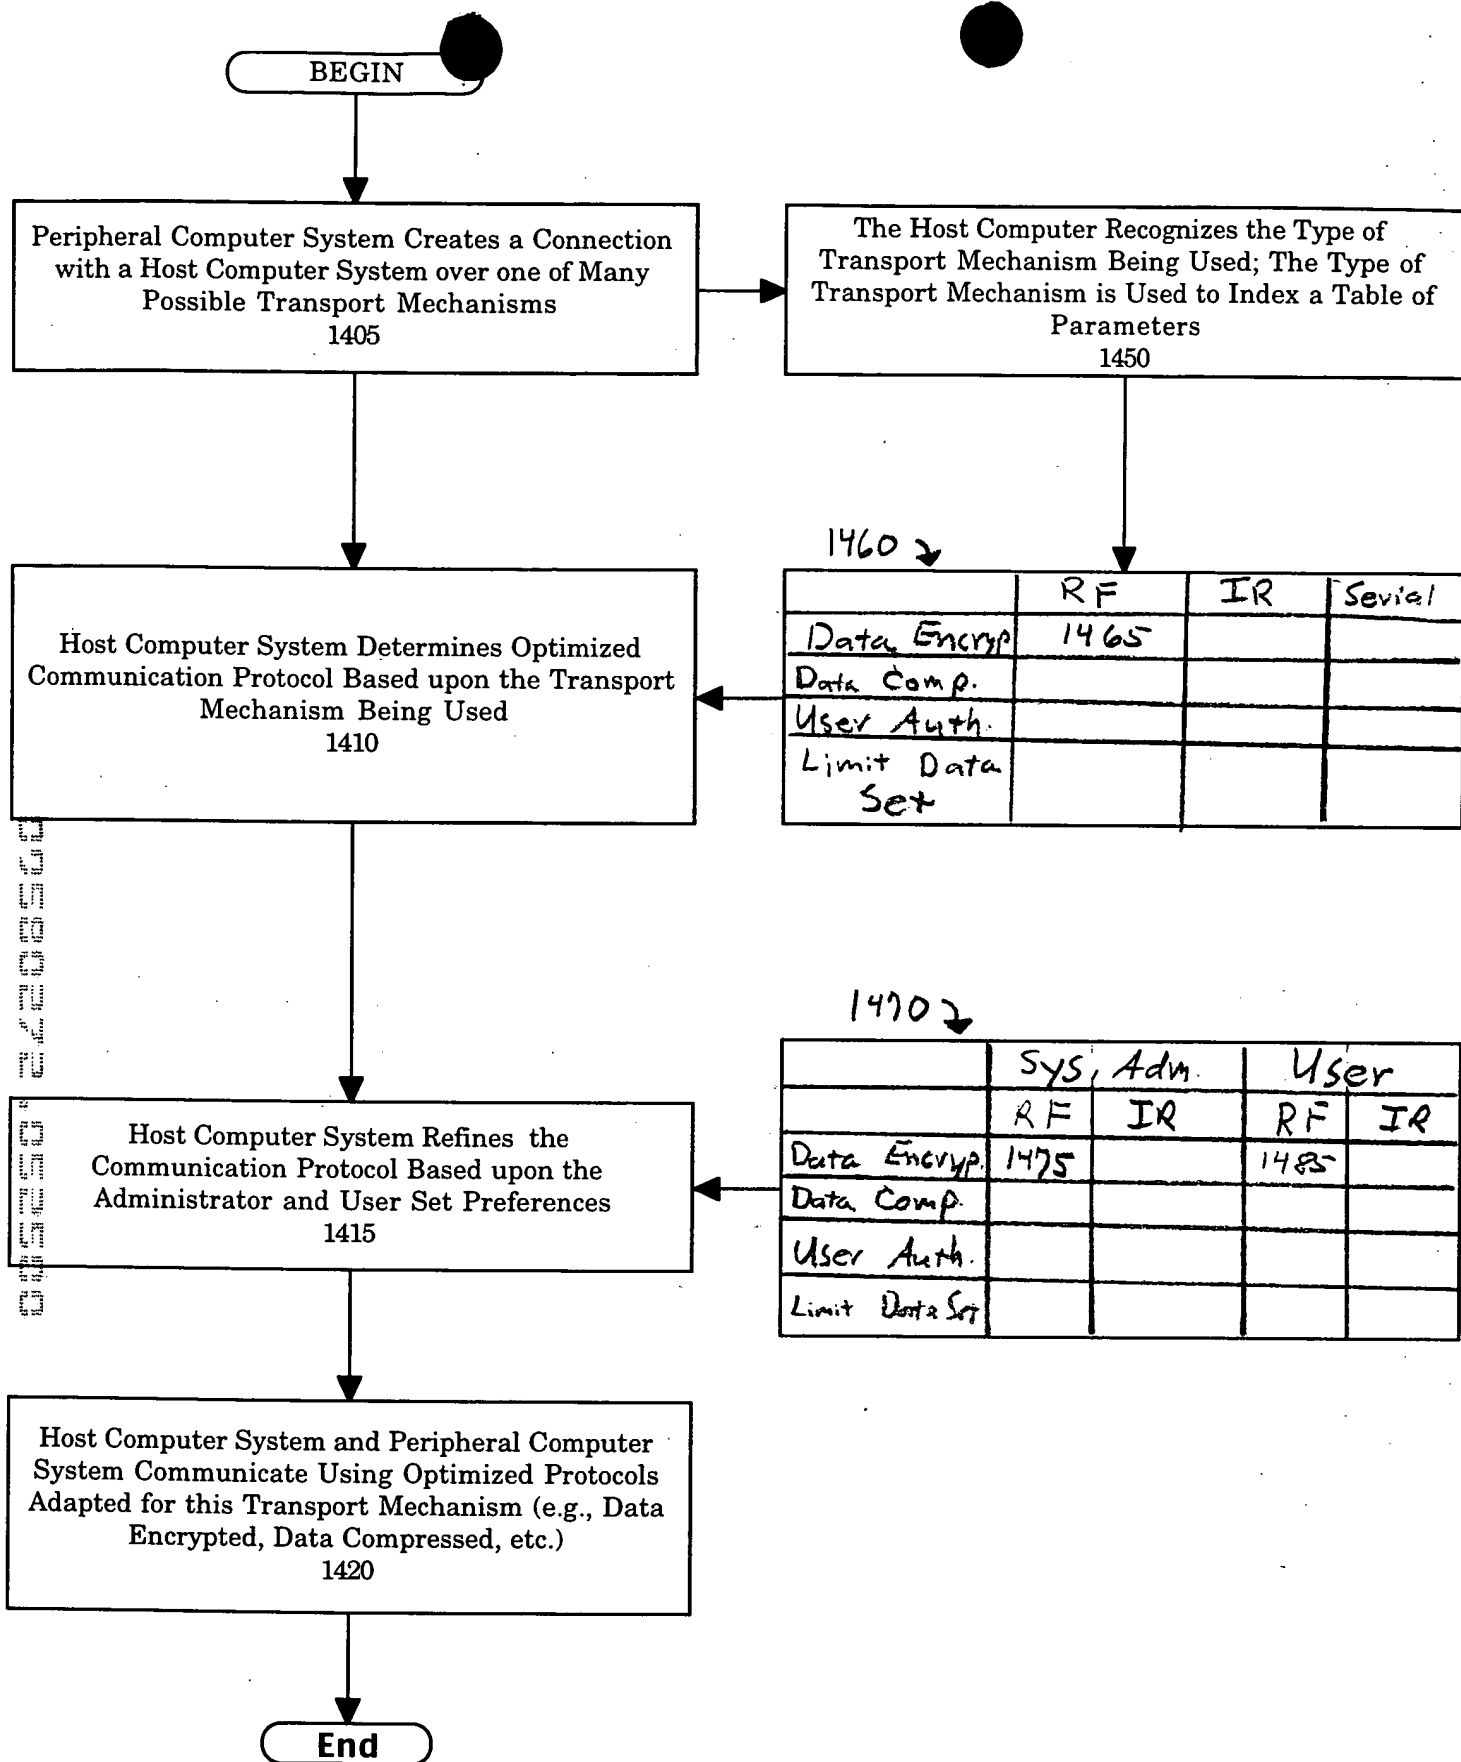 BEGIN
Peripheral Computer System Creates a Connection
with a Host Computer System over one of Many
Possible Transport Mechanisms
1405
The Host Computer Recognizes the Type of
Transport Mechanism Being Used; The Type of
Transport Mechanism is Used to Index a Table of
Parameters
1450
Host Computer System Determines Optimized
Communication Protocol Based upon the Transport
Mechanism Being Used
1410
1460
RF IR Serial
Data Encryp 1465
Data Comp.
User Auth.
Limit Data
Set
Host Computer System Refines the
Communication Protocol Based upon the
Administrator and User Set Preferences
1415
1470
Sys. Adm. User
RF IR RF IR
Data Encryp. 1475 1485
Data Comp.
User Auth.
Limit Data Set
Host Computer System and Peripheral Computer
System Communicate Using Optimized Protocols
Adapted for this Transport Mechanism (e.g., Data
Encrypted, Data Compressed, etc.)
1420
End